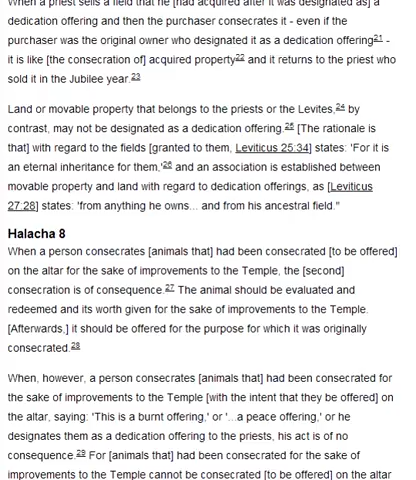 When a priest sells a field that he [had acquired after it was designated as] a
dedication offering and then the purchaser consecrates it - even if the
purchaser was the original owner who designated it as a dedication offering21 -
it is like [the consecration of] acquired property22 and it returns to the priest who
sold it in the Jubilee year.23
Land or movable property that belongs to the priests or the Levites,24 by
contrast, may not be designated as a dedication offering.25 [The rationale is
that] with regard to the fields [granted to them, Leviticus 25:34] states: 'For it is
an eternal inheritance for them,'26 and an association is established between
movable property and land with regard to dedication offerings, as [Leviticus
27:28] states: 'from anything he owns... and from his ancestral field."
Halacha 8
When a person consecrates [animals that] had been consecrated [to be offered]
on the altar for the sake of improvements to the Temple, the [second]
consecration is of consequence.27 The animal should be evaluated and
redeemed and its worth given for the sake of improvements to the Temple.
[Afterwards,] it should be offered for the purpose for which it was originally
consecrated.28
When, however, a person consecrates [animals that] had been consecrated for
the sake of improvements to the Temple [with the intent that they be offered] on
the altar, saying: 'This is a burnt offering,' or '...a peace offering,' or he
designates them as a dedication offering to the priests, his act is of no
consequence.29 For [animals that] had been consecrated for the sake of
improvements to the Temple cannot be consecrated [to be offered] on the altar